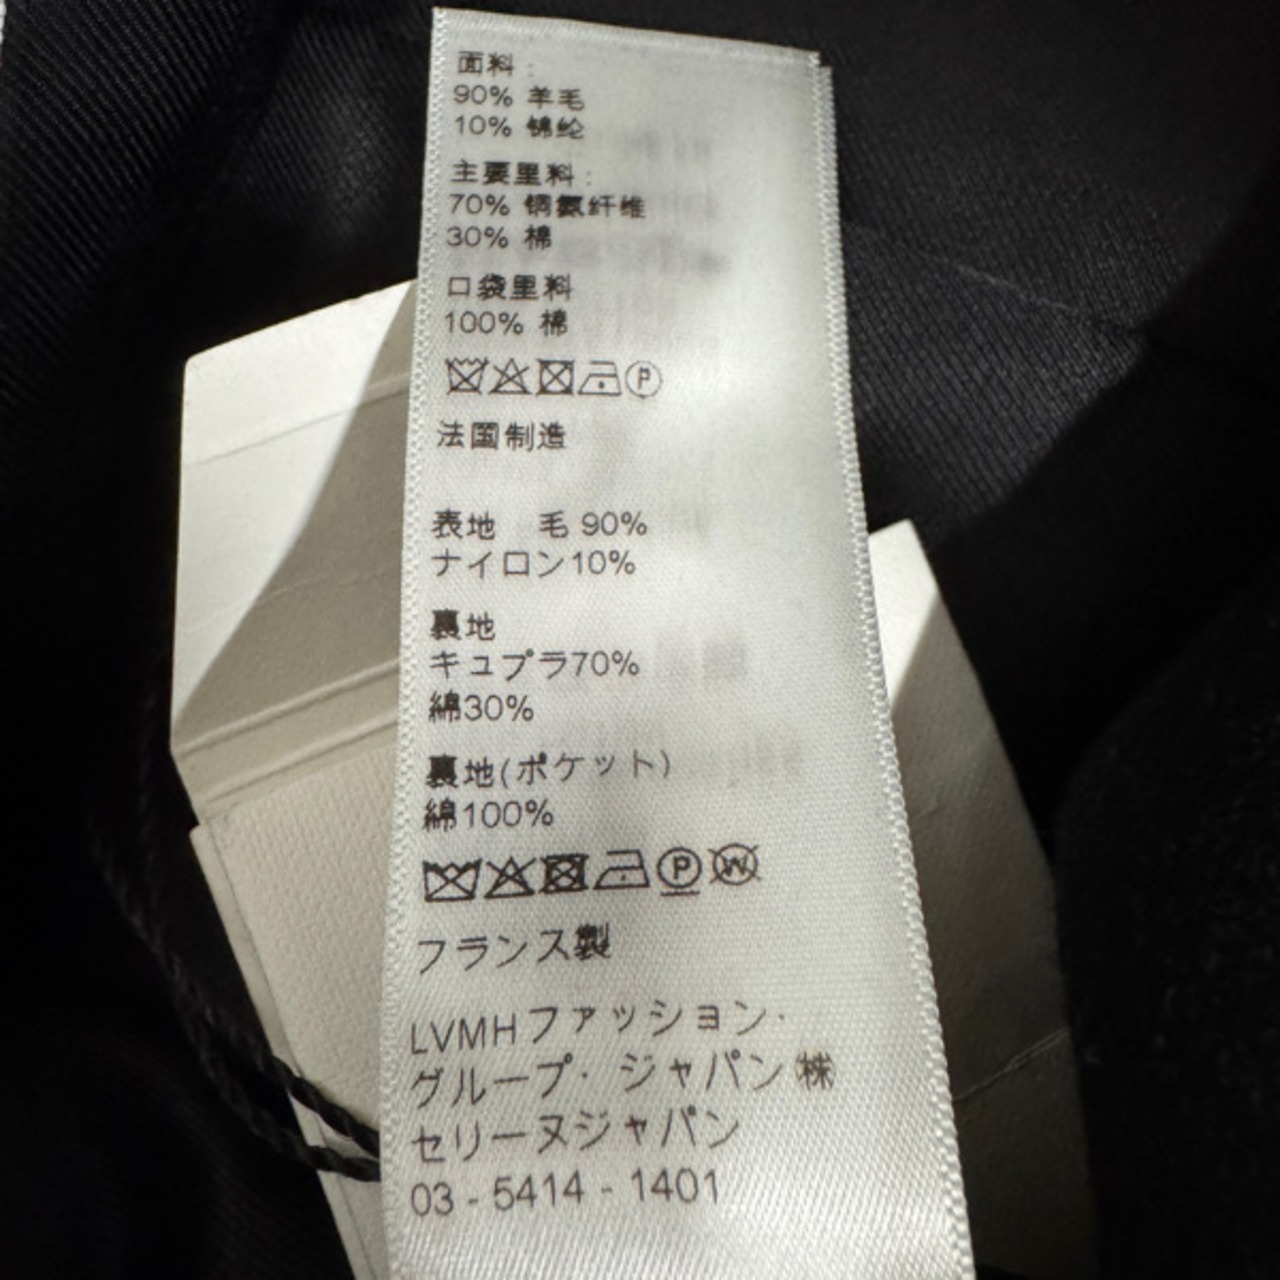 面料：
90% 羊毛
10% 锦纶
主要里料：
70% 铜氨纤维
30% 棉
口袋里料
100% 棉
P
法国制造
表地　毛 90%
ナイロン10%
裏地
キュプラ70%
綿30%
裏地(ポケット)
綿100%
P W
フランス製
LVMHファッション・
グループ・ジャパン㈱
セリーヌジャパン
03 - 5414 - 1401